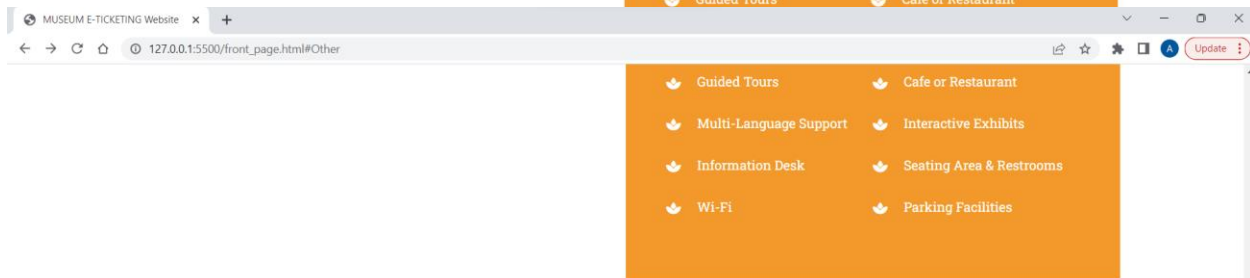 Guided Tours Cafe or Restaurant
MUSEUM E-TICKETING Website
127.0.0.1:5500/front_page.html#Other
A Update
Guided Tours Cafe or Restaurant
Multi-Language Support Interactive Exhibits
Information Desk Seating Area & Restrooms
Wi-Fi Parking Facilities